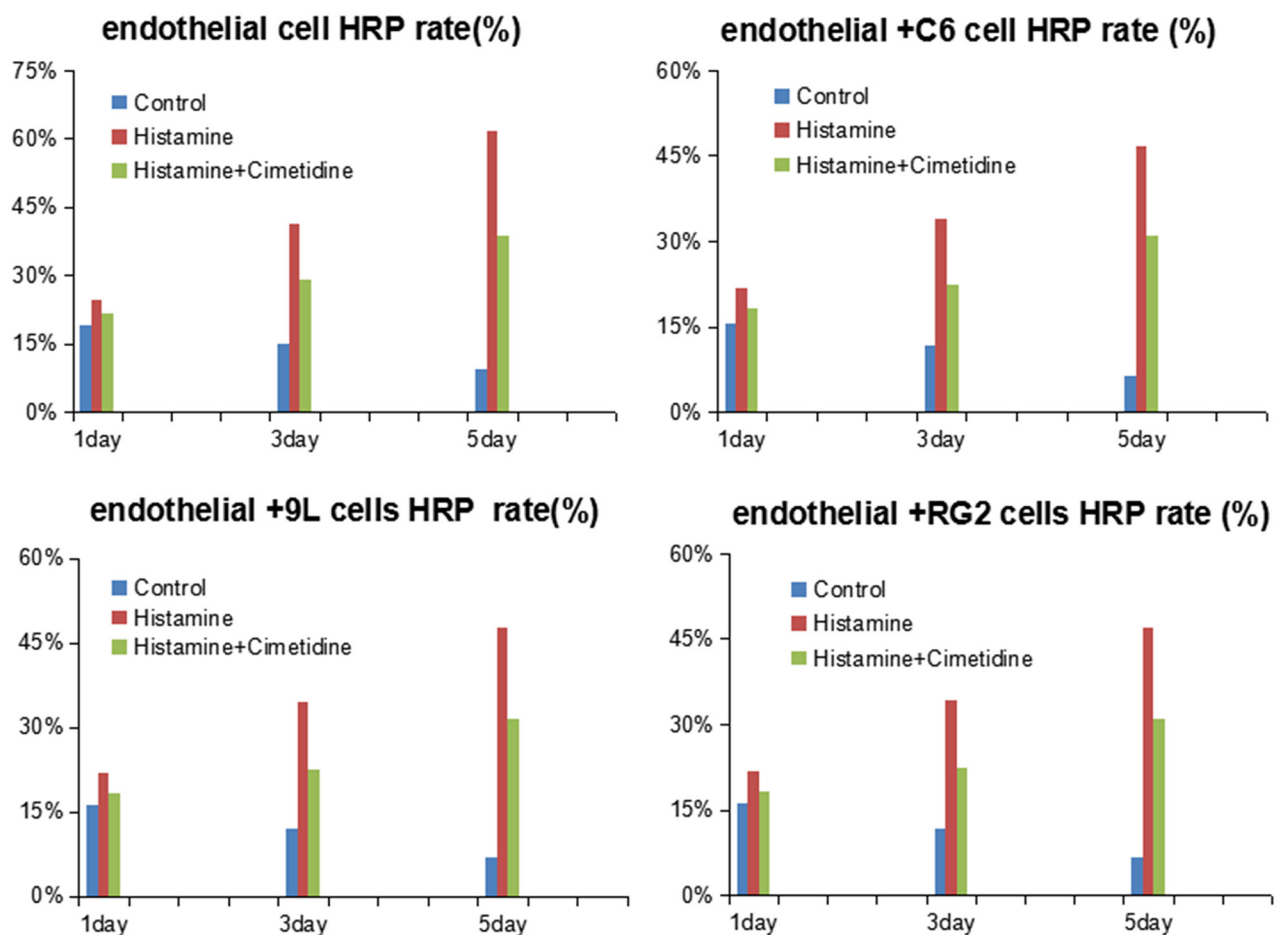 endothelial cell HRP rate(%)
75%
60%
45%
30%
15%
0%
Control
Histamine
Histamine+Cimetidine
1day
3day
5day
endothelial +C6 cell HRP rate (%)
60%
45%
30%
15%
0%
Control
Histamine
Histamine+Cimetidine
1day
3day
5day
endothelial +9L cells HRP rate(%)
60%
45%
30%
15%
0%
Control
Histamine
Histamine+Cimetidine
1day
3day
5day
endothelial +RG2 cells HRP rate (%)
60%
45%
30%
15%
0%
Control
Histamine
Histamine+Cimetidine
1day
3day
5day